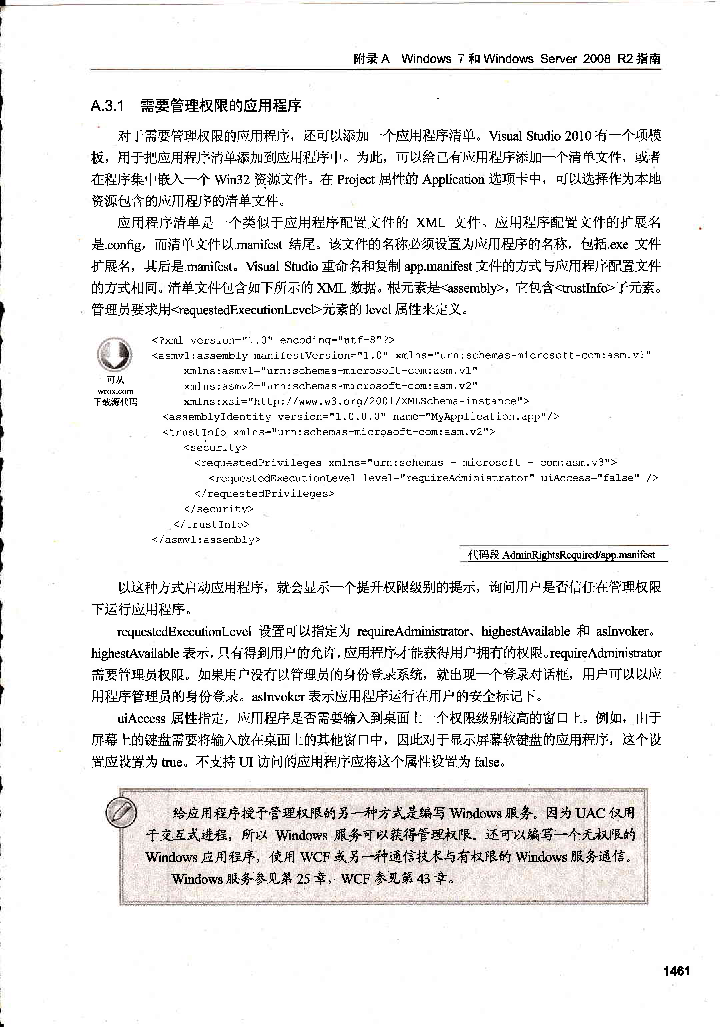 附录 A Windows 7 和 Windows Server 2008 R2 指南
A.3.1 需要管理权限的应用程序
对于需要管理权限的应用程序，还可以添加一个应用程序清单。Visual Studio 2010 有一个项模
板，用于把应用程序清单添加到应用程序中。为此，可以给已有应用程序添加一个清单文件，或者
在程序集中嵌入一个 Win32 资源文件。在 Project 属性的 Application 选项卡中，可以选择作为本地
资源包含的应用程序的清单文件。
应用程序清单是一个类似于应用程序配置文件的 XML 文件。应用程序配置文件的扩展名
是.config，而清单文件以.manifest 结尾。该文件的名称必须设置为应用程序的名称，包括.exe 文件
扩展名，其后是.manifest。Visual Studio 重命名和复制 app.manifest 文件的方式与应用程序配置文件
的方式相同。清单文件包含如下所示的 XML 数据。根元素是<assembly>，它包含<trustInfo>子元素。
管理员要求用<requestedExecutionLevel>元素的 level 属性来定义。
<?xml version="1.0" encoding="utf-8"?>
<asmv1:assembly manifestVersion="1.0" xmlns="urn:schemas-microsoft-com:asm.v1"
xmlns:asmv1="urn:schemas-microsoft-com:asm.v1"
xmlns:asmv2="urn:schemas-microsoft-com:asm.v2"
xmlns:xsi="http://www.w3.org/2001/XMLSchema-instance">
<assemblyIdentity version="1.0.0.0" name="MyApplication.app"/>
<trustInfo xmlns="urn:schemas-microsoft-com:asm.v2">
<security>
<requestedPrivileges xmlns="urn:schemas - microsoft - com:asm.v3">
<requestedExecutionLevel level="requireAdministrator" uiAccess="false" />
</requestedPrivileges>
</security>
</trustInfo>
</asmv1:assembly>
可从
wrox.com
下载源代码
代码段 AdminRightsRequired/app.manifest
以这种方式启动应用程序，就会显示一个提升权限级别的提示，询问用户是否信任在管理权限
下运行应用程序。
requestedExecutionLevel 设置可以指定为 requireAdministrator、highestAvailable 和 asInvoker。
highestAvailable 表示，只有得到用户的允许，应用程序才能获得用户拥有的权限。requireAdministrator
需要管理员权限。如果用户没有以管理员的身份登录系统，就出现一个登录对话框，用户可以以应
用程序管理员的身份登录。asInvoker 表示应用程序运行在用户的安全标记下。
uiAccess 属性指定，应用程序是否需要输入到桌面上一个权限级别较高的窗口上。例如，由于
屏幕上的键盘需要将输入放在桌面上的其他窗口中，因此对于显示屏幕软键盘的应用程序，这个设
置应设置为 true。不支持 UI 访问的应用程序应将这个属性设置为 false。
给应用程序授予管理权限的另一种方式是编写 Windows 服务。因为 UAC 仅用
于交互式进程，所以 Windows 服务可以获得管理权限。还可以编写一个无权限的
Windows 应用程序，使用 WCF 或另一种通信技术与有权限的 Windows 服务通信。
Windows 服务参见第 25 章，WCF 参见第 43 章。
1461